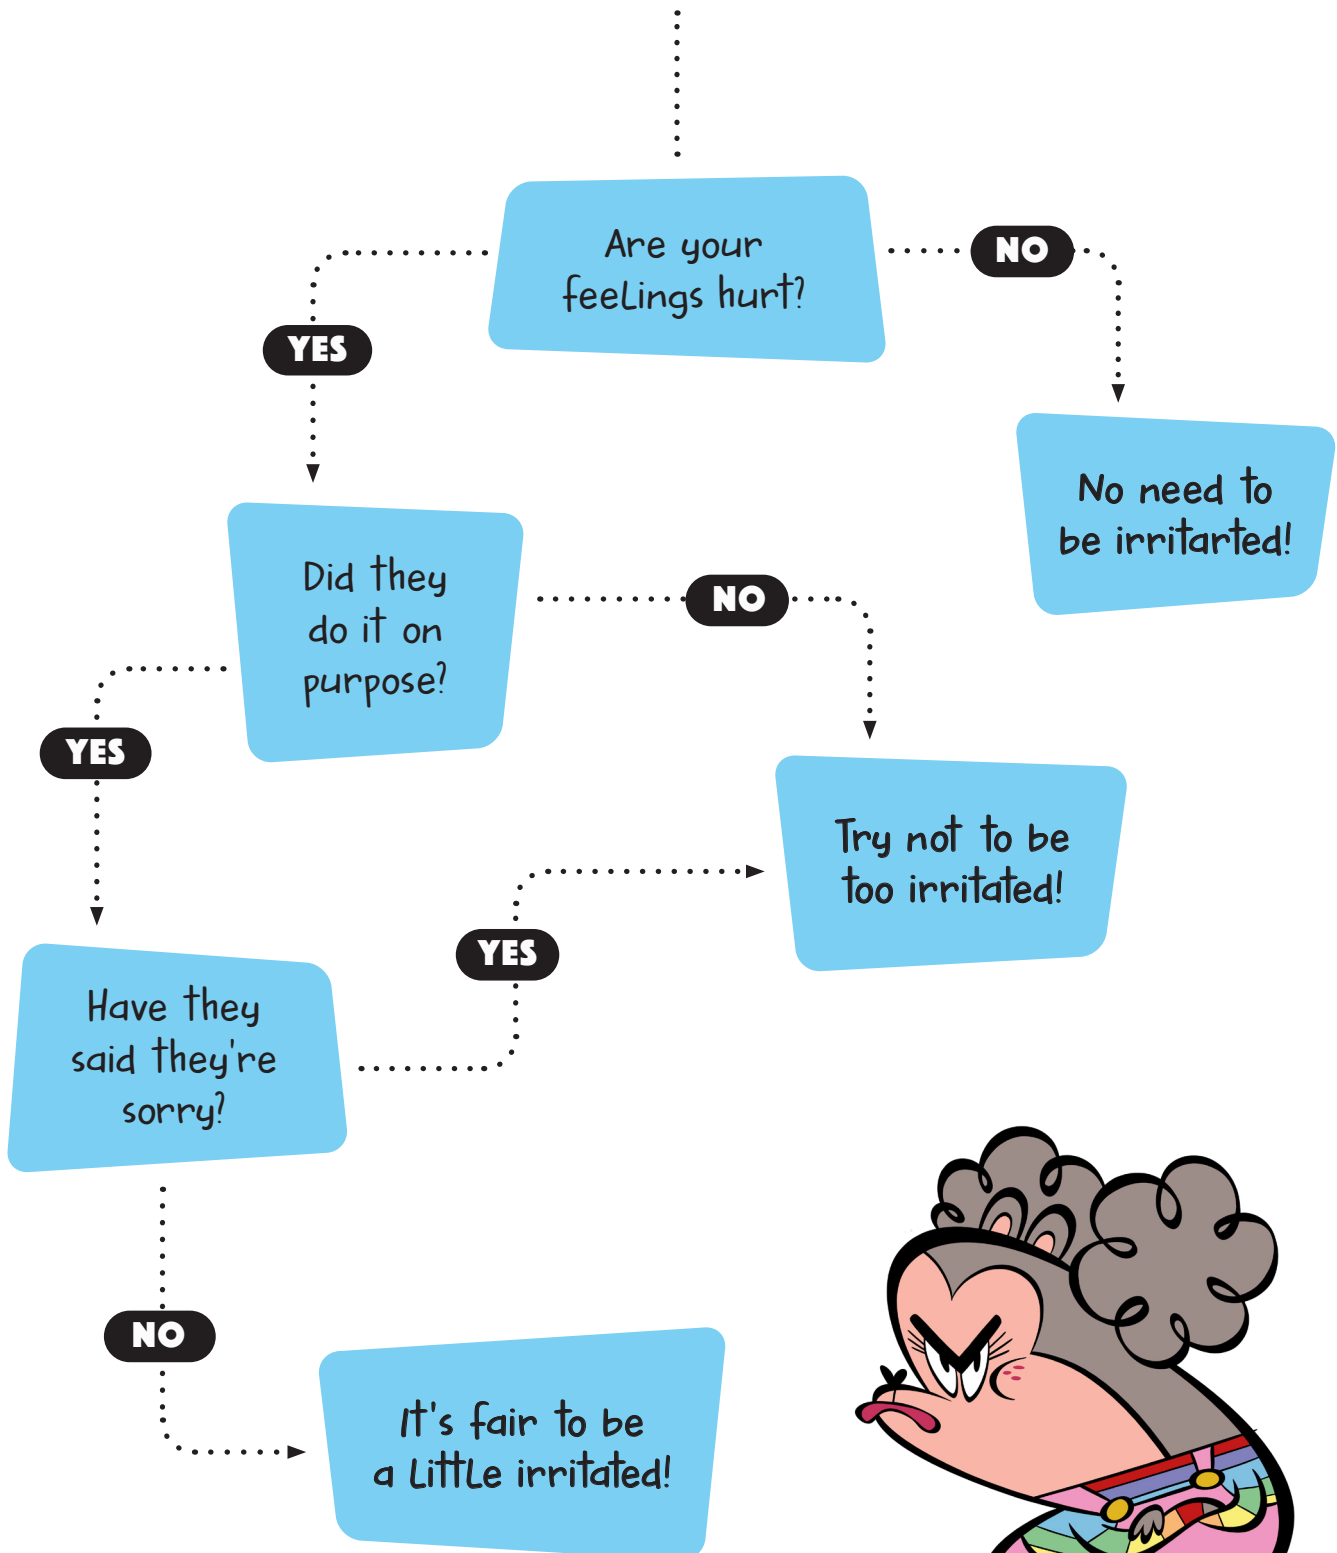 Are your
feelings hurt?
NO
YES
No need to
be irritarted!
Did they
do it on
purpose?
NO
YES
Try not to be
too irritated!
YES
Have they
said they're
sorry?
NO
It's fair to be
a little irritated!